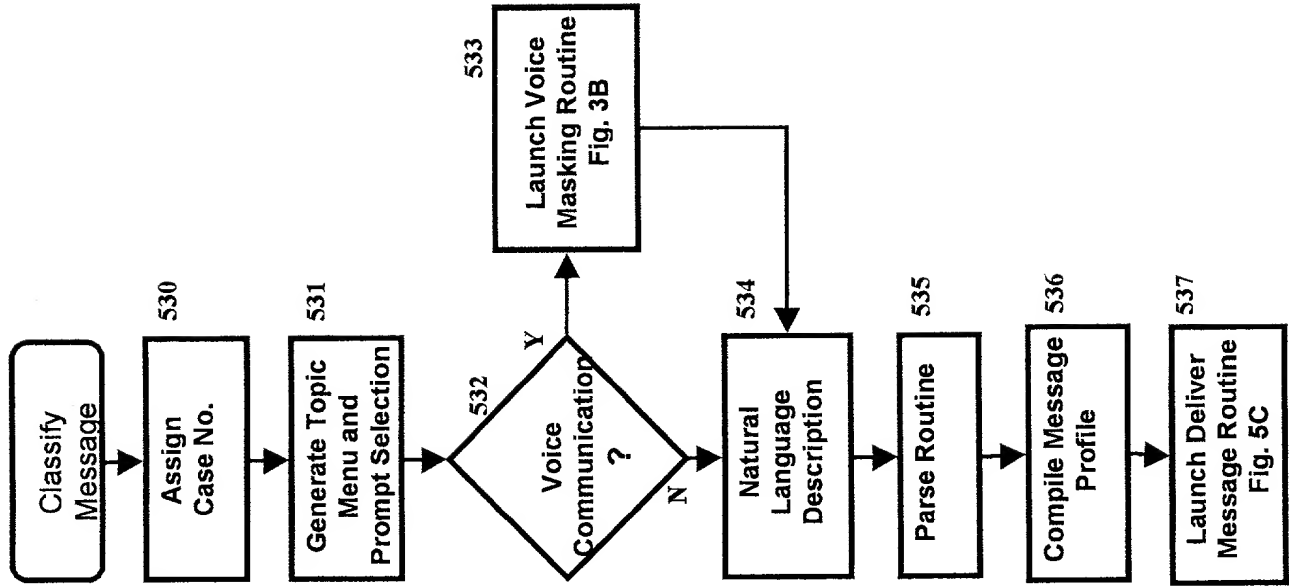 Classify
Message
530
Assign
Case No.
531
Generate Topic
Menu and
Prompt Selection
532
Voice
Communication
?
Y
N
533
Launch Voice
Masking Routine
Fig. 3B
534
Natural
Language
Description
535
Parse Routine
536
Compile Message
Profile
537
Launch Deliver
Message Routine
Fig. 5C